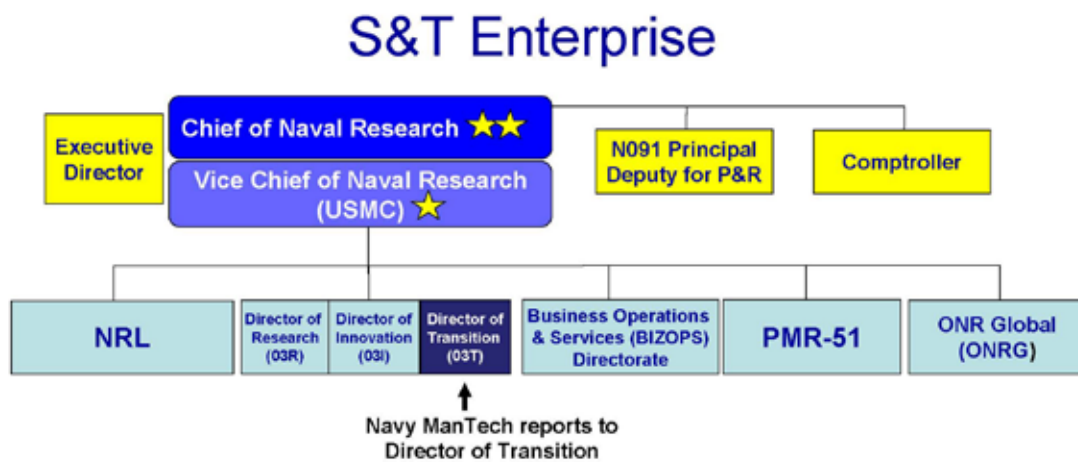 S&T Enterprise
Executive
Director
Chief of Naval Research
Vice Chief of Naval Research
(USMC)
N091 Principal
Deputy for P&R
Comptroller
NRL
Director of
Research
(03R)
Director of
Innovation
(03I)
Director of
Transition
(03T)
Business Operations
& Services (BIZOPS)
Directorate
PMR-51
ONR Global
(ONRG)
Navy ManTech reports to
Director of Transition